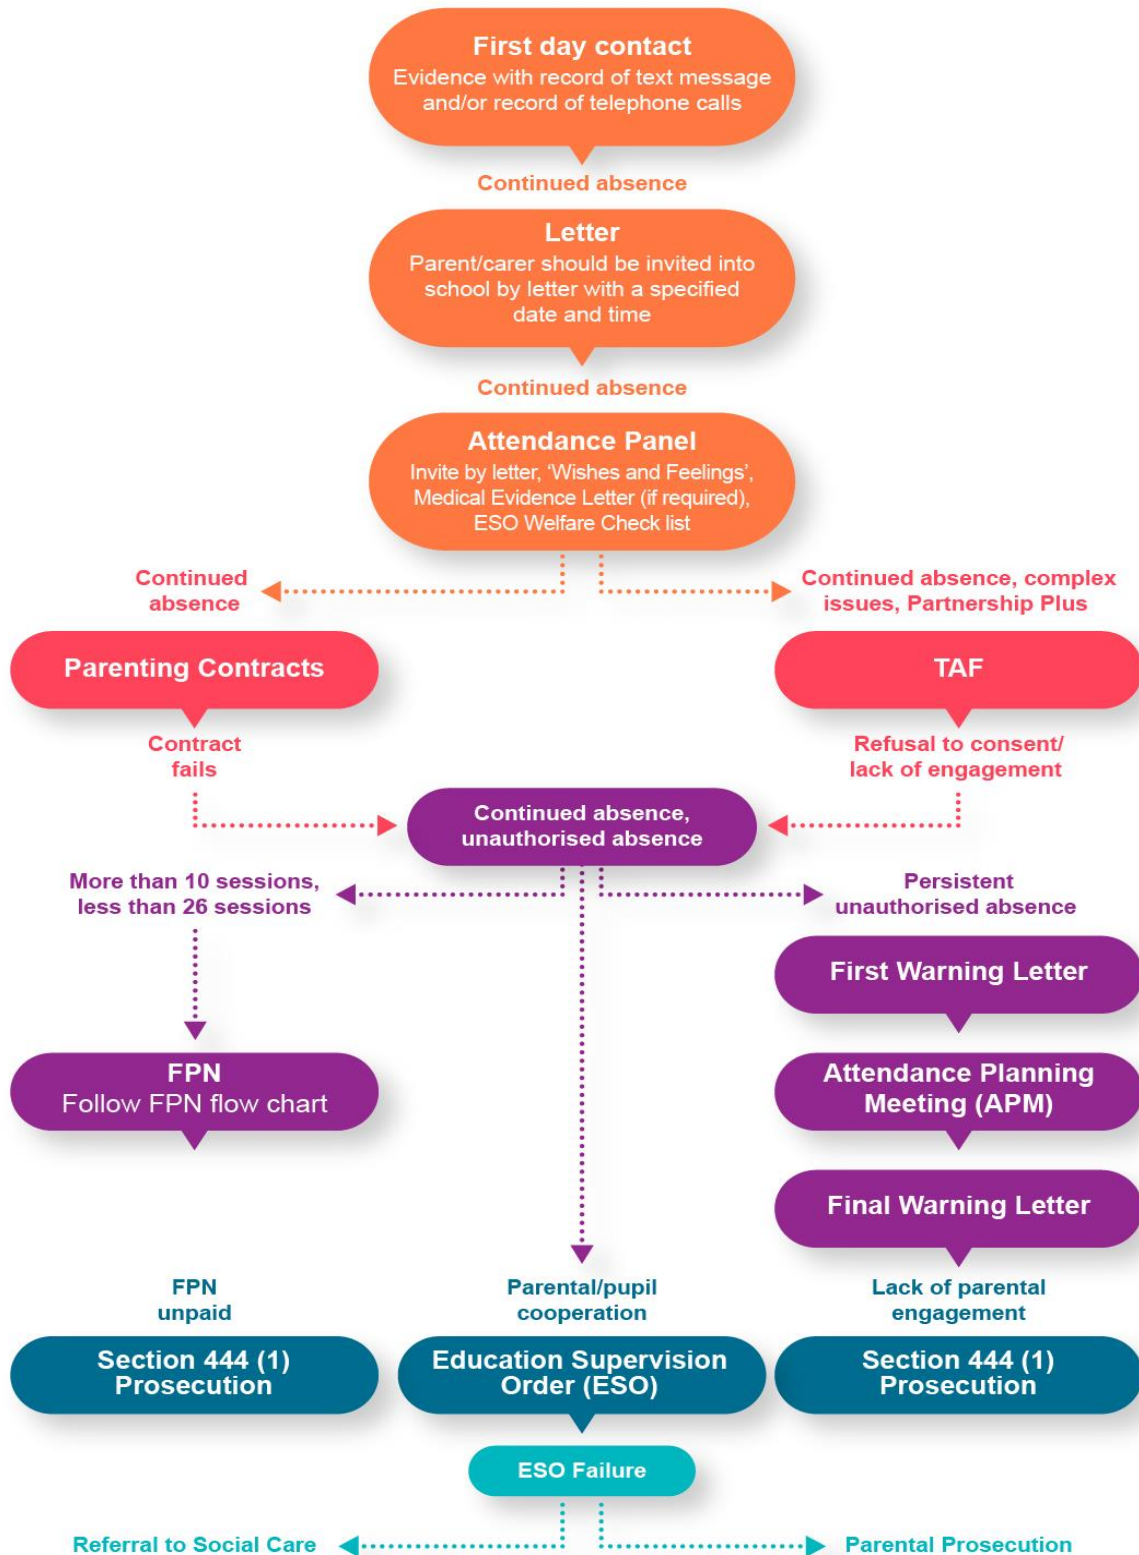 First day contact
Evidence with record of text message
and/or record of telephone calls
Continued absence
Letter
Parent/carer should be invited into
school by letter with a specified
date and time
Continued absence
Attendance Panel
Invite by letter, ‘Wishes and Feelings’,
Medical Evidence Letter (if required),
ESO Welfare Check list
Continued
absence
Continued absence, complex
issues, Partnership Plus
Parenting Contracts
TAF
Contract
fails
Refusal to consent/
lack of engagement
Continued absence,
unauthorised absence
More than 10 sessions,
less than 26 sessions
Persistent
unauthorised absence
First Warning Letter
FPN
Follow FPN flow chart
Attendance Planning
Meeting (APM)
Final Warning Letter
FPN
unpaid
Parental/pupil
cooperation
Lack of parental
engagement
Section 444 (1)
Prosecution
Education Supervision
Order (ESO)
Section 444 (1)
Prosecution
ESO Failure
Referral to Social Care
Parental Prosecution